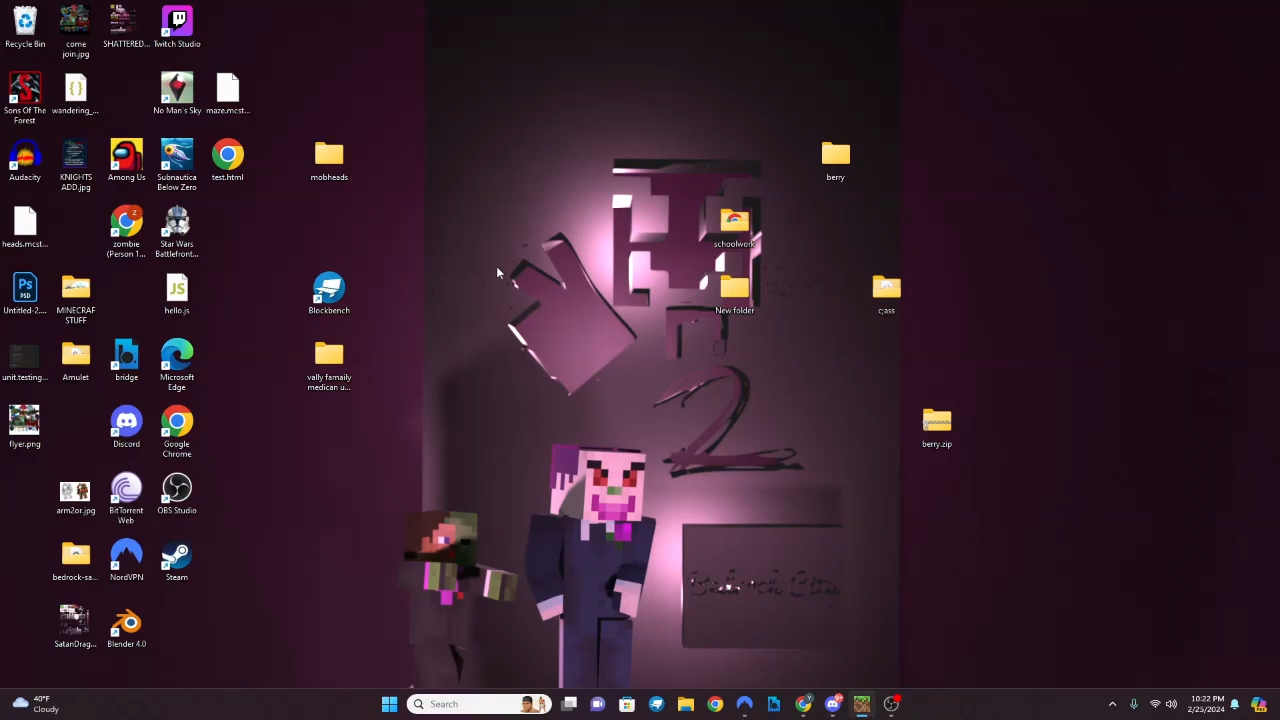 Recycle Bin
come
join.jpg
SHATTERED...
Twitch Studio
Sons Of The
Forest
wandering_...
No Man's Sky
maze.mcst...
Audacity
KNIGHTS
ADD.jpg
Among Us
Subnautica
Below Zero
test.html
mobheads
berry
heads.mcst...
zombie
(Person 1...
Star Wars
Battlefront...
schoolwork
Untitled-2....
MINECRAF
STUFF
hello.js
Blockbench
New folder
c;ass
unit.testing...
Amulet
bridge
Microsoft
Edge
vally famaily
medican u...
2
flyer.png
Discord
Google
Chrome
berry.zip
arm2or.jpg
BitTorrent
Web
OBS Studio
bedrock-sa...
NordVPN
Steam
SatanDrag...
Blender 4.0
40°F
Cloudy
Search
10:22 PM
2/25/2024